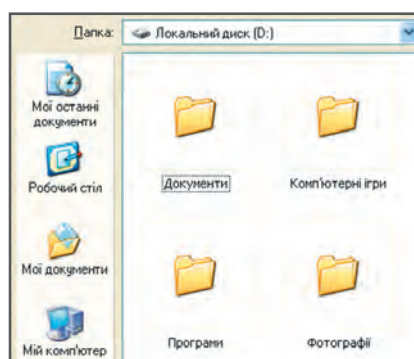 Папка: Локальний диск (D:)
Мої останні
документи
Робочий стіл
Мої документи
Мій комп'ютер
Документи
Комп'ютерні ігри
Програми
Фотографії